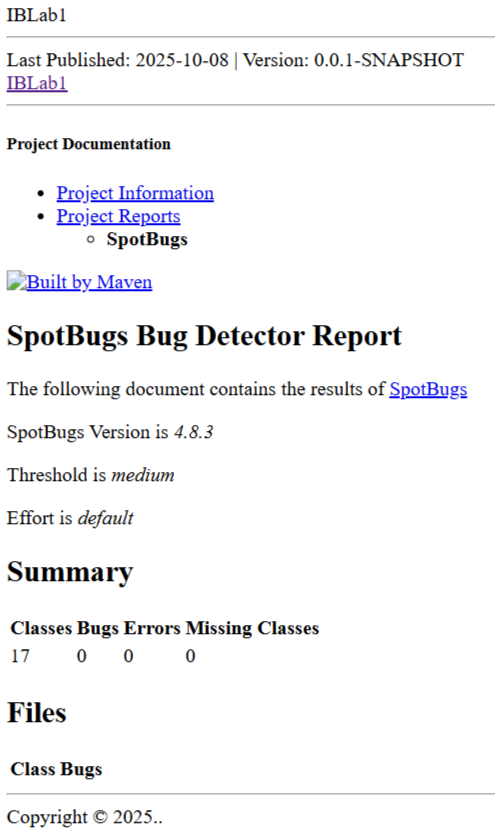 IBLab1
Last Published: 2025-10-08 | Version: 0.0.1-SNAPSHOT
IBLab1
Project Documentation
Project Information
Project Reports
SpotBugs
Built by Maven
SpotBugs Bug Detector Report
The following document contains the results of SpotBugs
SpotBugs Version is 4.8.3
Threshold is medium
Effort is default
Summary
Classes Bugs Errors Missing Classes
17 0 0 0
Files
Class Bugs
Copyright © 2025..